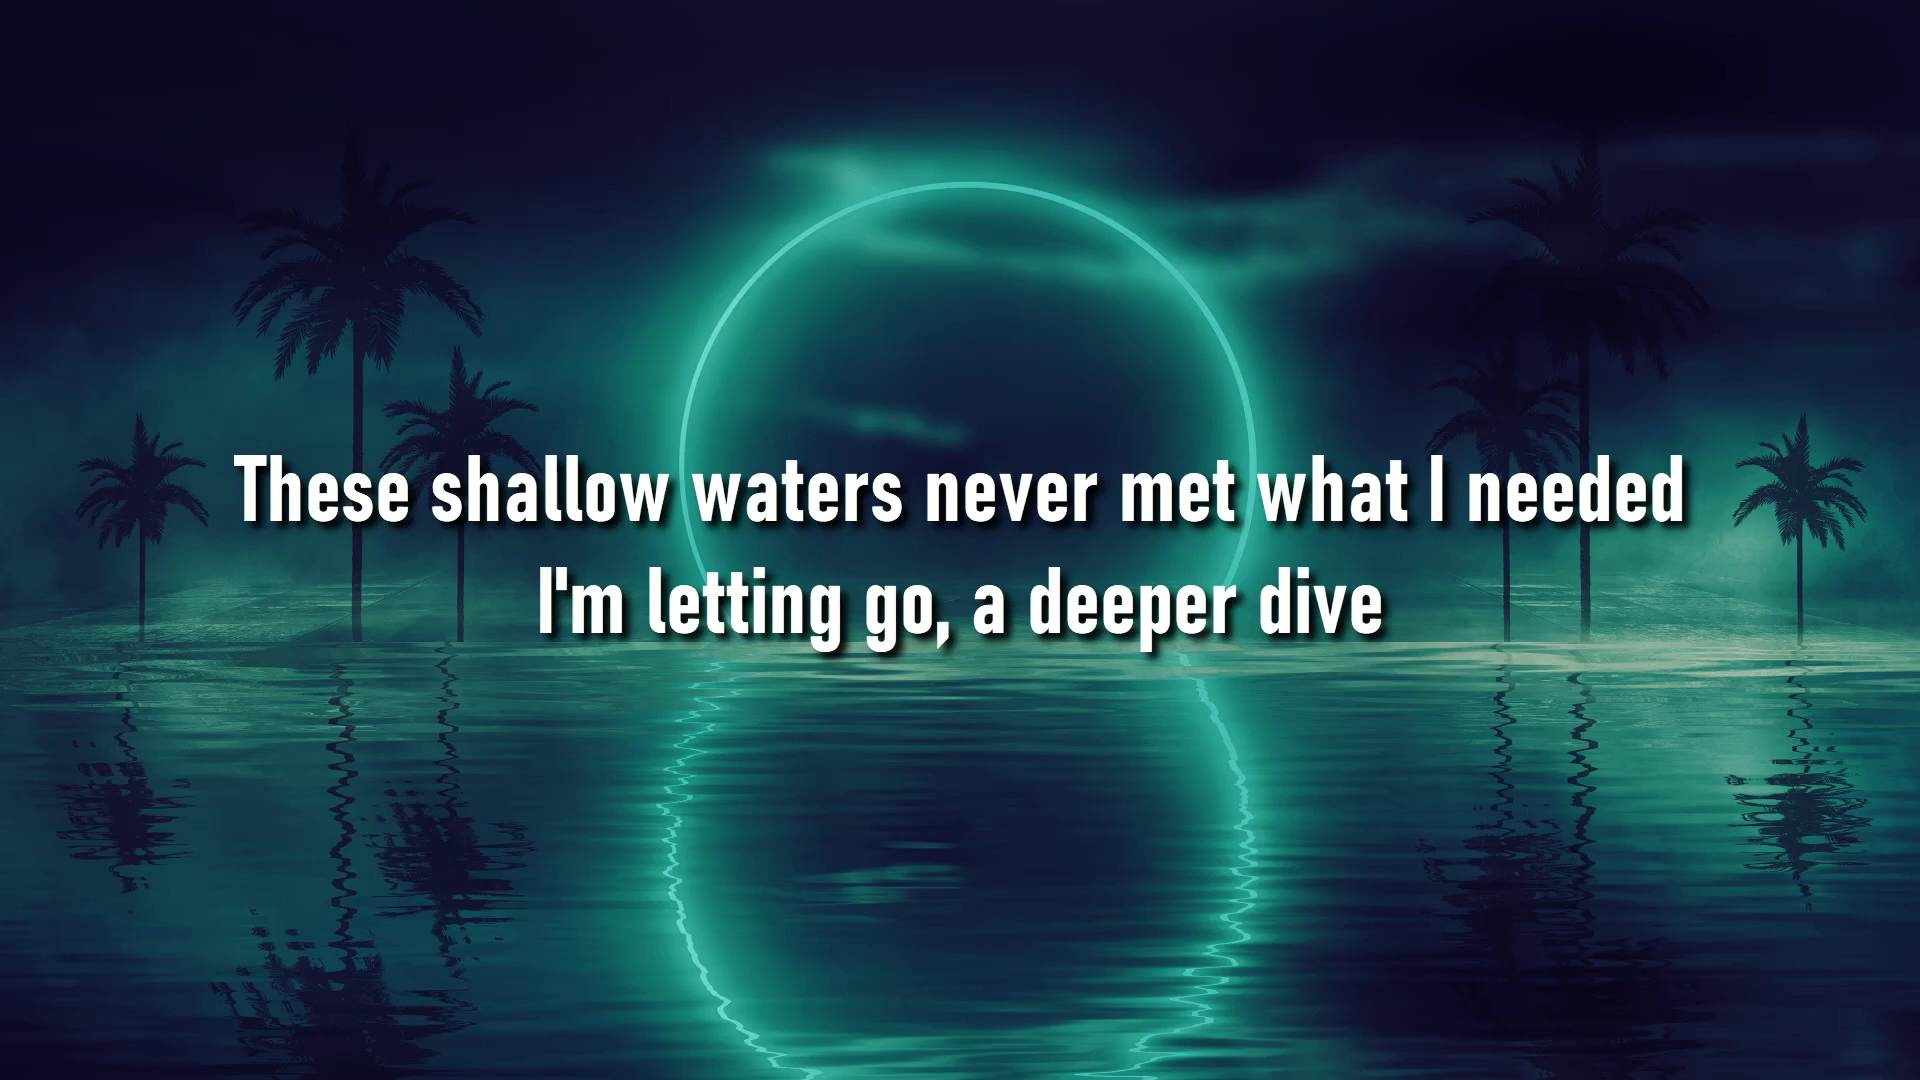 These shallow waters never met what I needed
I'm letting go, a deeper dive